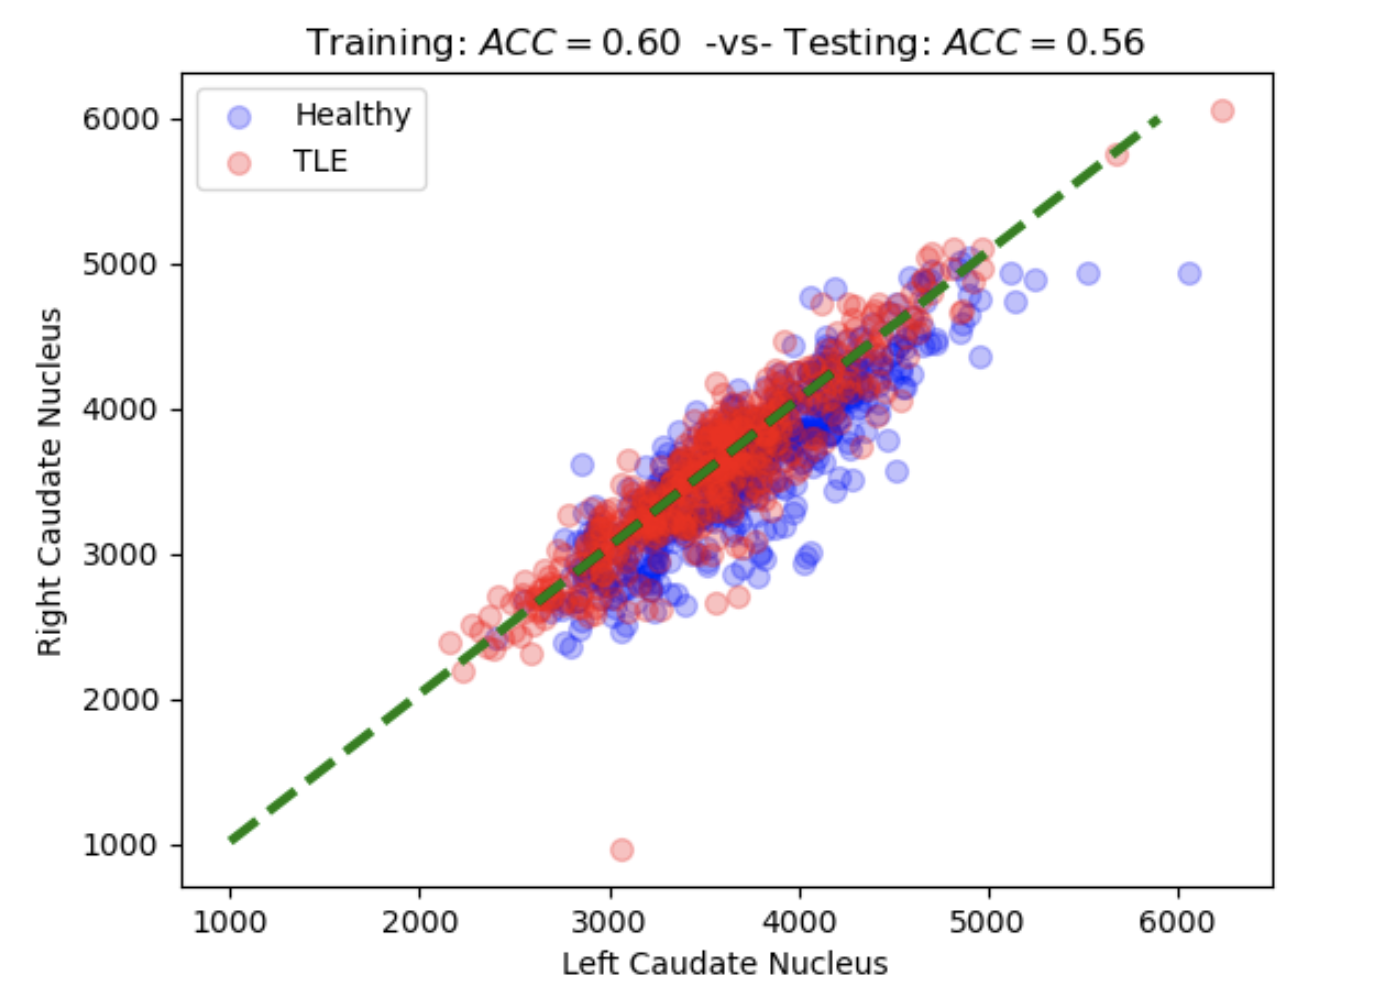 Training: ACC = 0.60 -vs- Testing: ACC = 0.56
Healthy
TLE
6000
5000
4000
3000
2000
1000
Right Caudate Nucleus
1000 2000 3000 4000 5000 6000
Left Caudate Nucleus